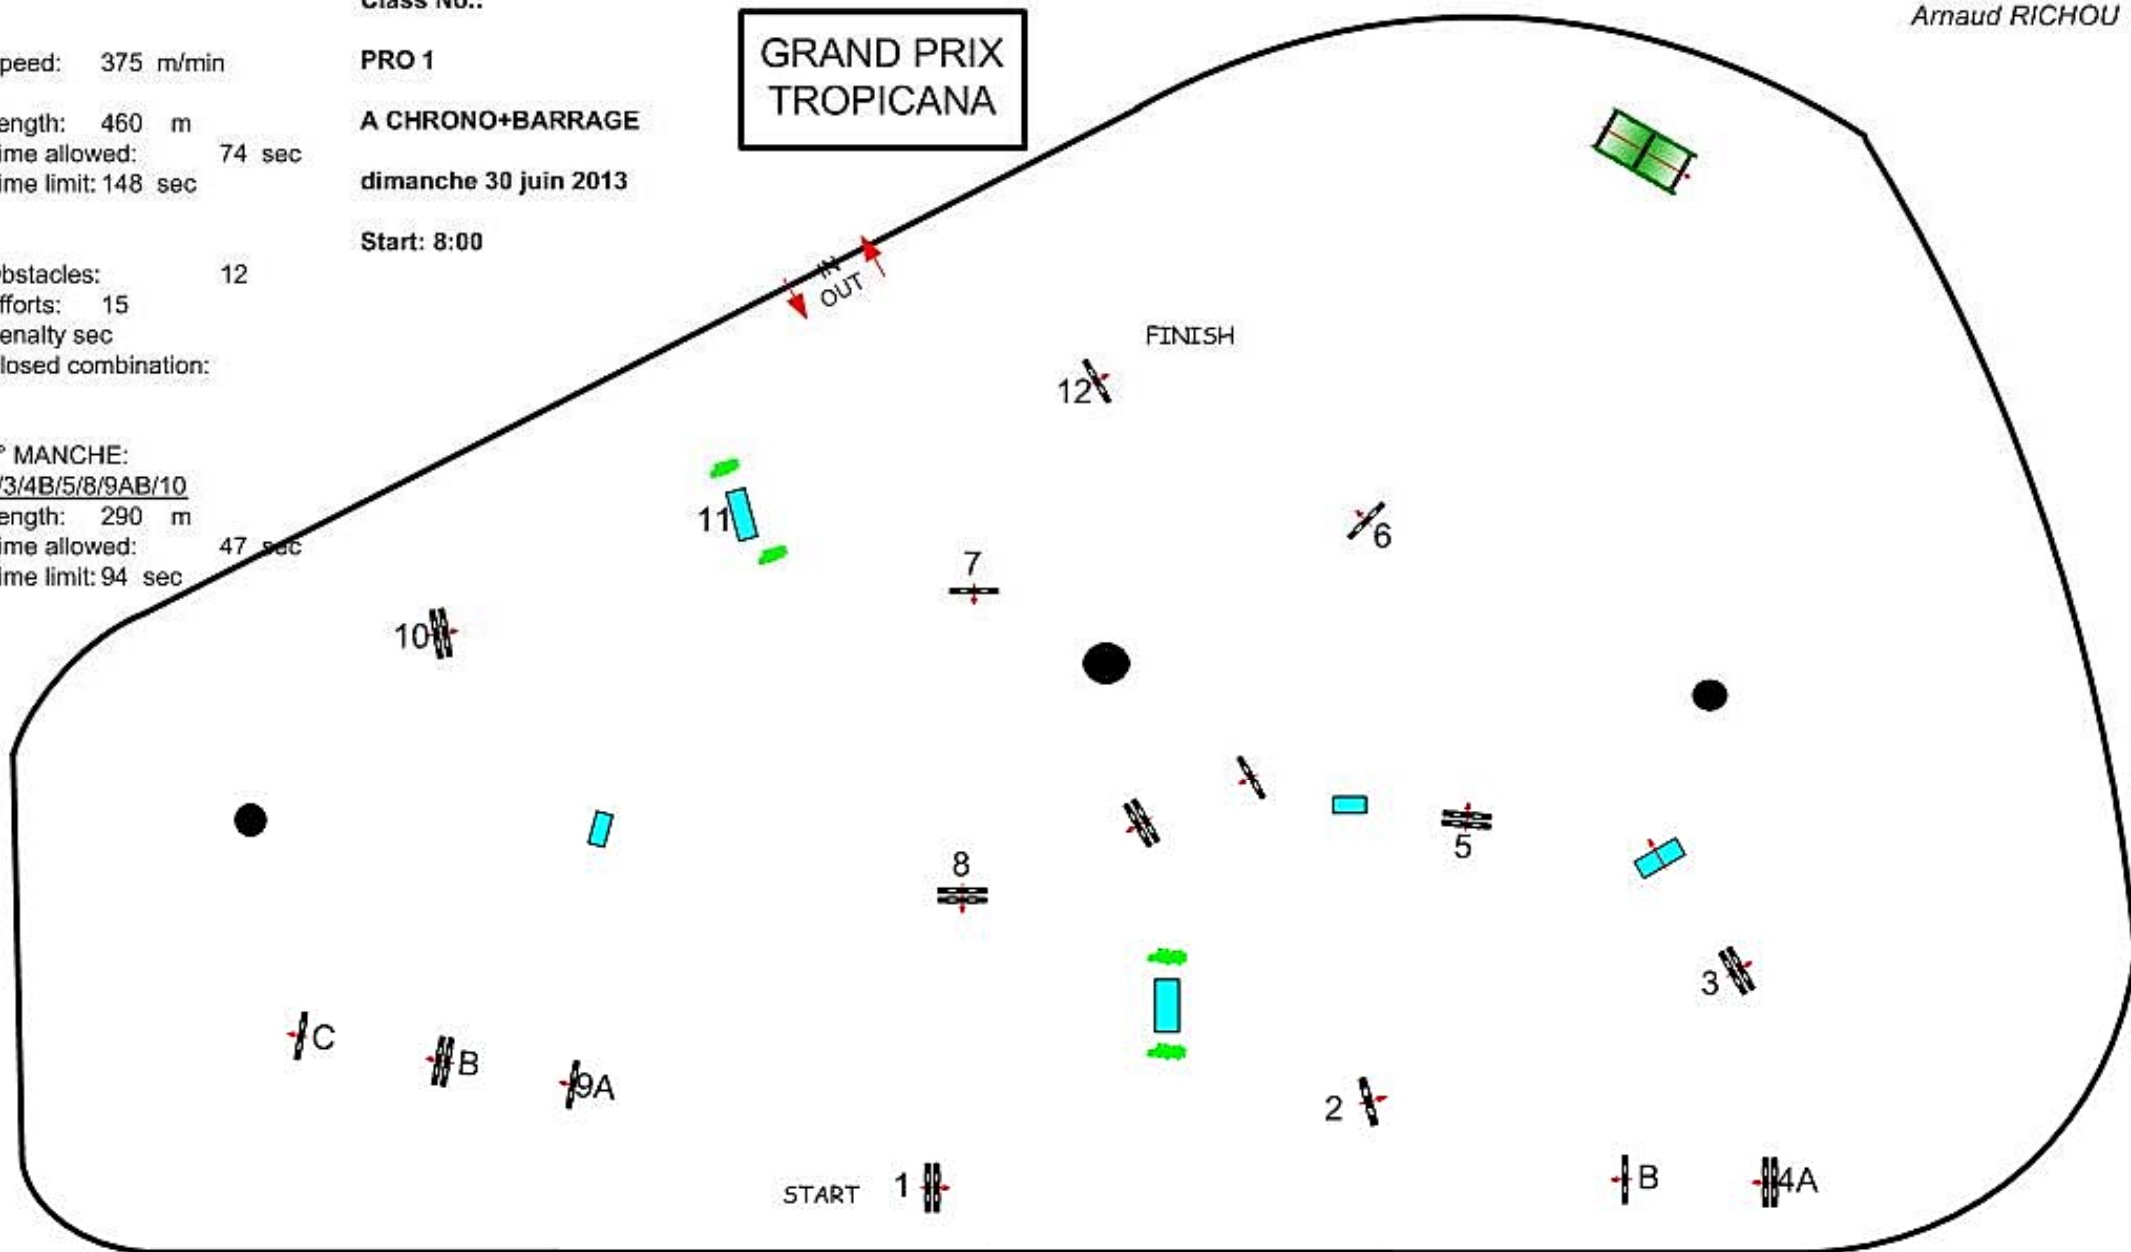 Class No.:
peed: 375 m/min
ength: 460 m
ime allowed: 74 sec
ime limit: 148 sec
bstacles: 12
fforts: 15
enalty sec
losed combination:
° MANCHE:
/3/4B/5/8/9AB/10
ength: 290 m
ime allowed: 47 sec
ime limit: 94 sec
PRO 1
A CHRONO+BARRAGE
dimanche 30 juin 2013
Start: 8:00
GRAND PRIX
TROPICANA
Arnaud RICHOU
IN
OUT
FINISH
12
11
6
7
10
5
8
3
C
B
9A
2
START
1
B
4A